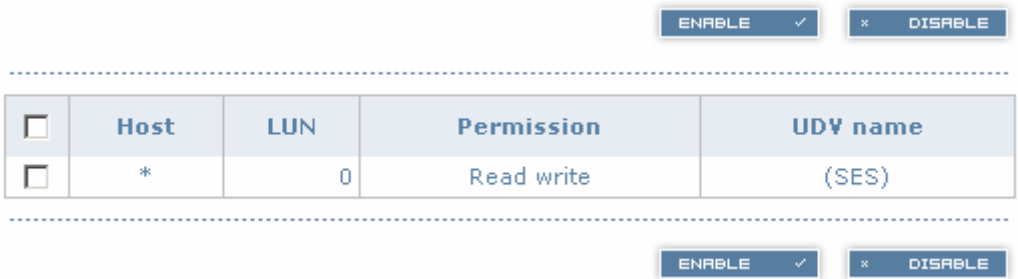 ENABLE DISABLE
Host LUN Permission UDV name
* 0 Read write (SES)
ENABLE DISABLE